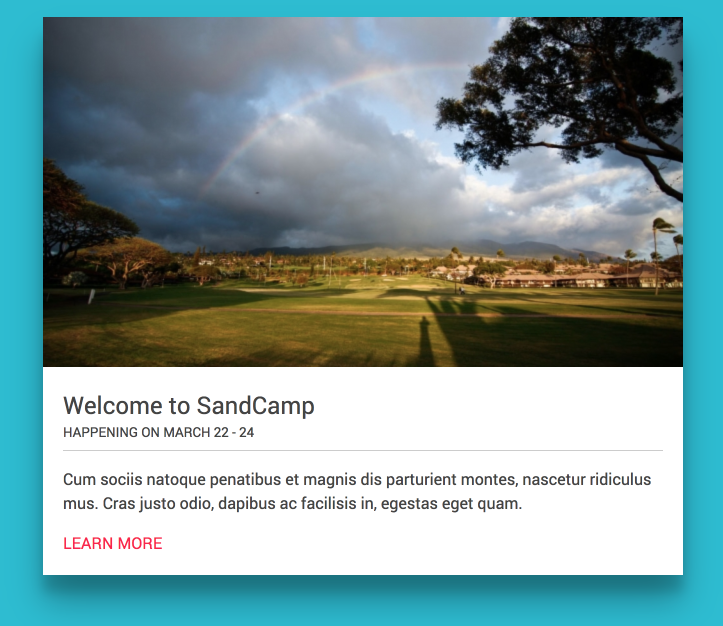 Welcome to SandCamp
HAPPENING ON MARCH 22 - 24
Cum sociis natoque penatibus et magnis dis parturient montes, nascetur ridiculus
mus. Cras justo odio, dapibus ac facilisis in, egestas eget quam.
LEARN MORE